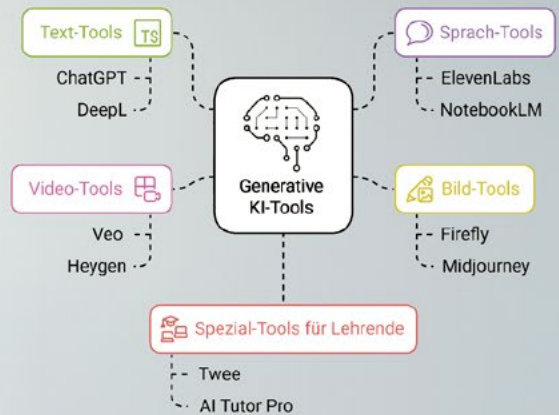 Text-Tools
TS
ChatGPT
DeepL
Sprach-Tools
ElevenLabs
NotebookLM
Generative
KI-Tools
Video-Tools
Veo
Heygen
Bild-Tools
Firefly
Midjourney
Spezial-Tools für Lehrende
Twee
AI Tutor Pro